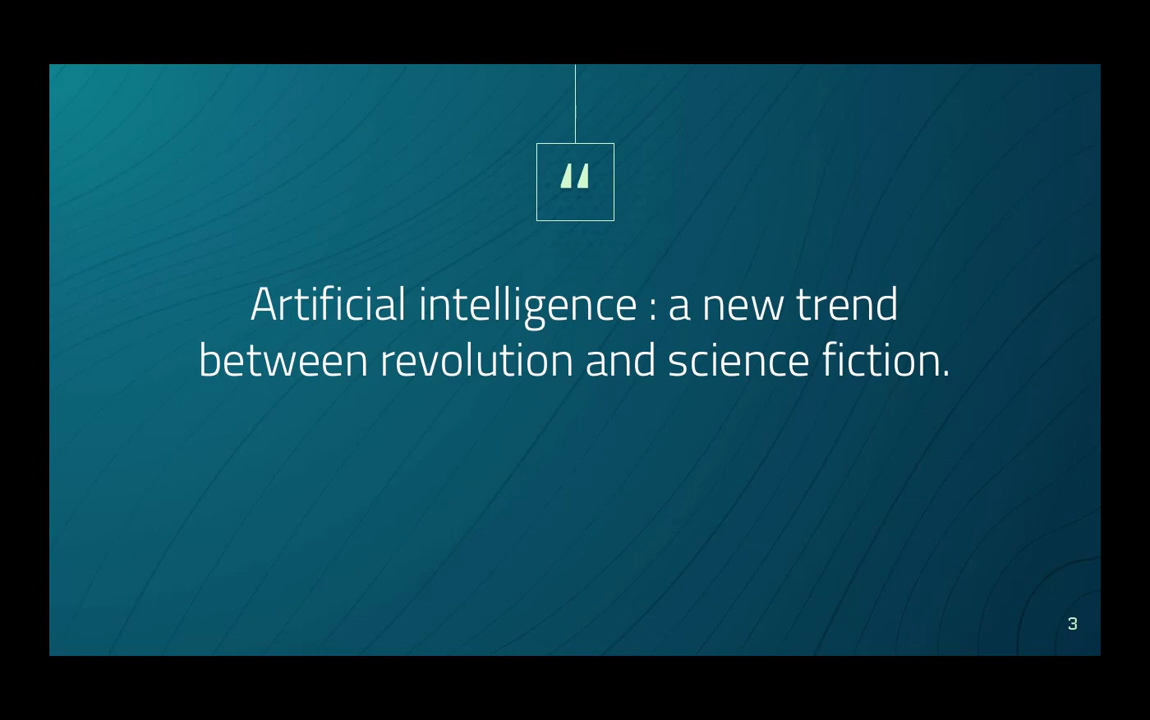 “
Artificial intelligence : a new trend
between revolution and science fiction.
3